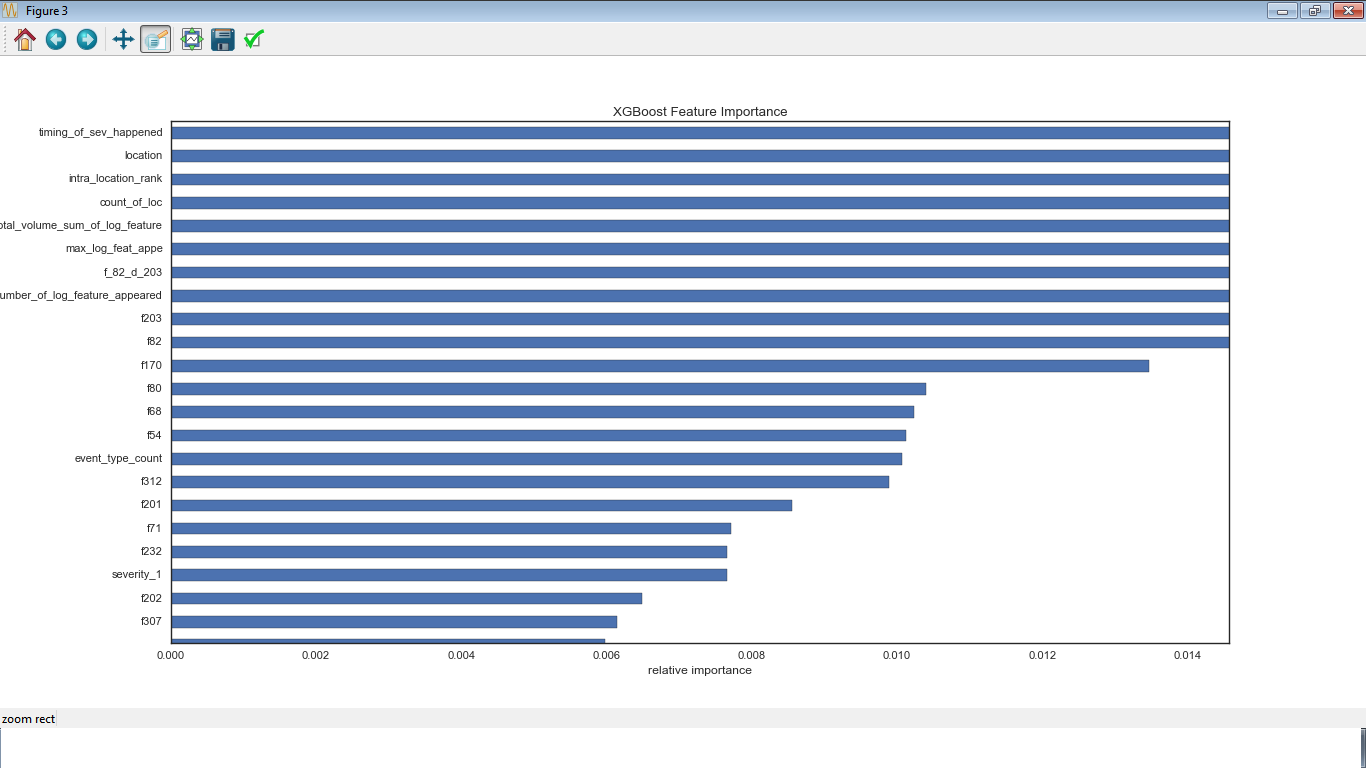 Figure 3
XGBoost Feature Importance
timing_of_sev_happened
location
intra_location_rank
count_of_loc
otal_volume_sum_of_log_feature
max_log_feat_appe
f_82_d_203
umber_of_log_feature_appeared
f203
f82
f170
f80
f68
f54
event_type_count
f312
f201
f71
f232
severity_1
f202
f307
0.000 0.002 0.004 0.006 0.008 0.010 0.012 0.014
relative importance
zoom rect